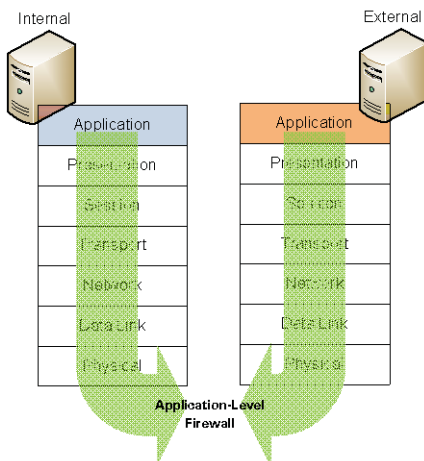 Internal
External
Application
Presentation
Session
Transport
Network
Data Link
Physical
Application
Presentation
Session
Transport
Network
Data Link
Physical
Application-Level
Firewall